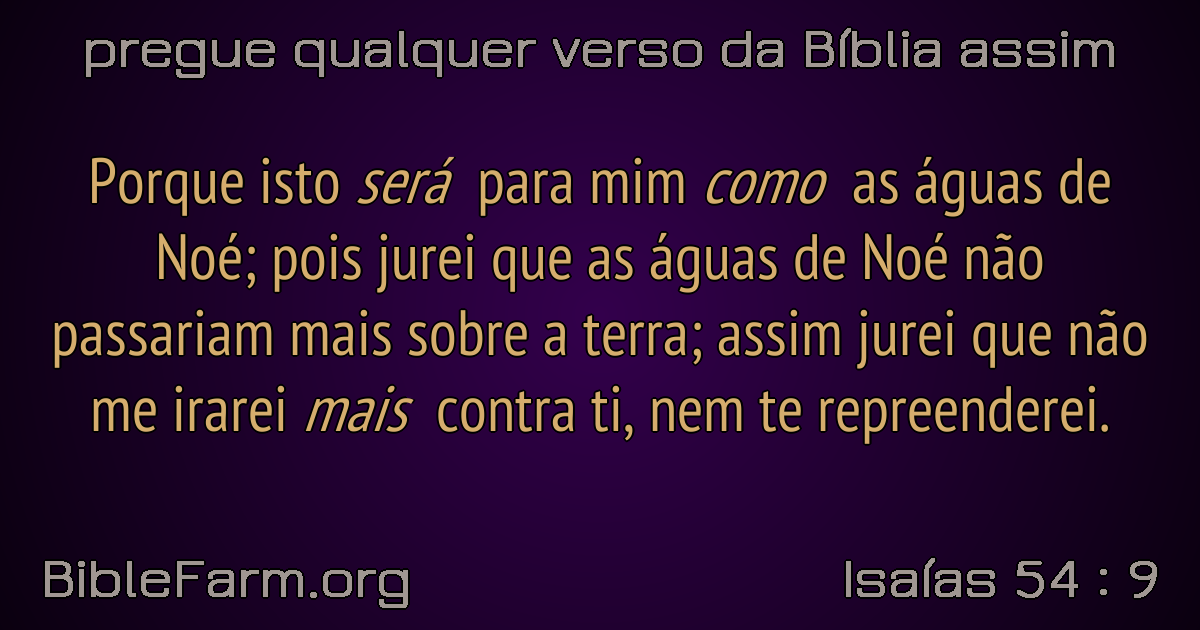 pregue qualquer verso da Bíblia assim
Porque isto será para mim como as águas de
Noé; pois jurei que as águas de Noé não
passariam mais sobre a terra; assim jurei que não
me irarei mais contra ti, nem te repreenderei.
BibleFarm.org
Isaías 54 : 9